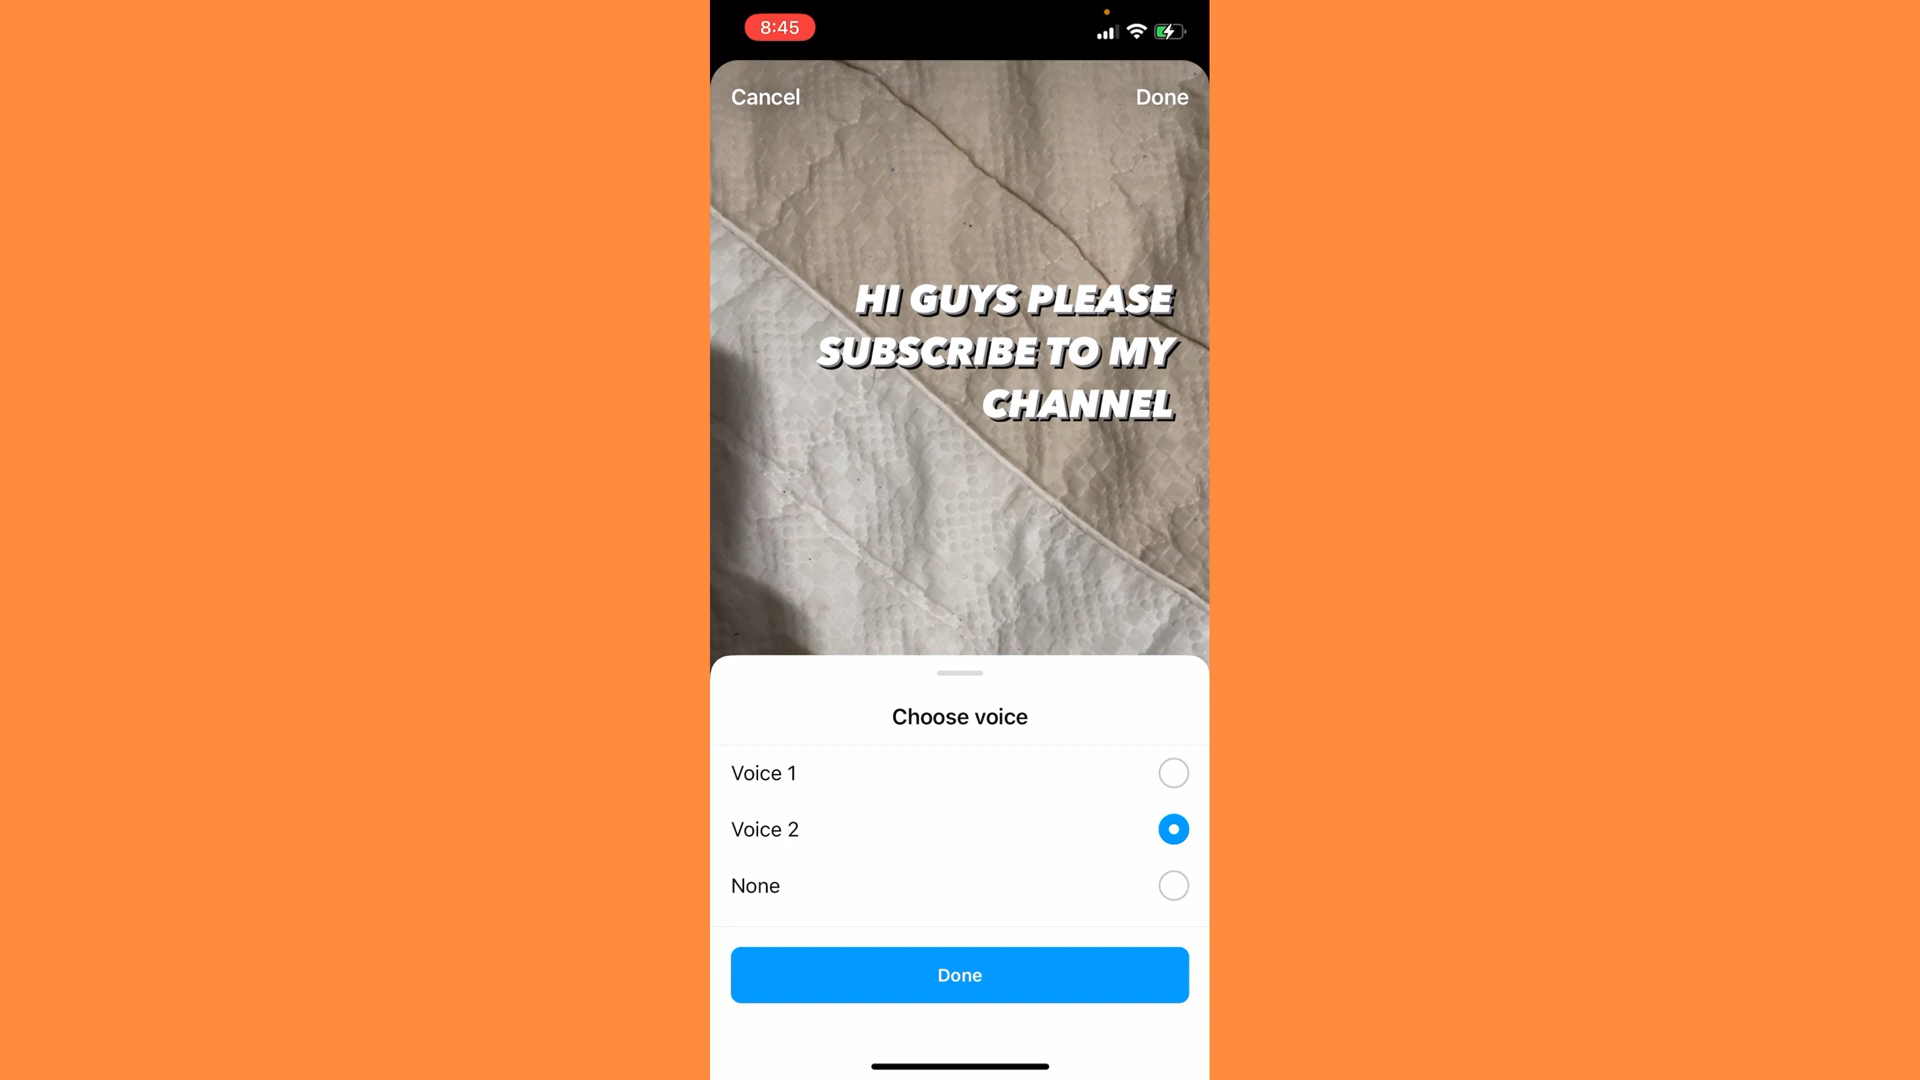 8:45
Cancel
Done
HI GUYS PLEASE
SUBSCRIBE TO MY
CHANNEL
Choose voice
Voice 1
Voice 2
None
Done